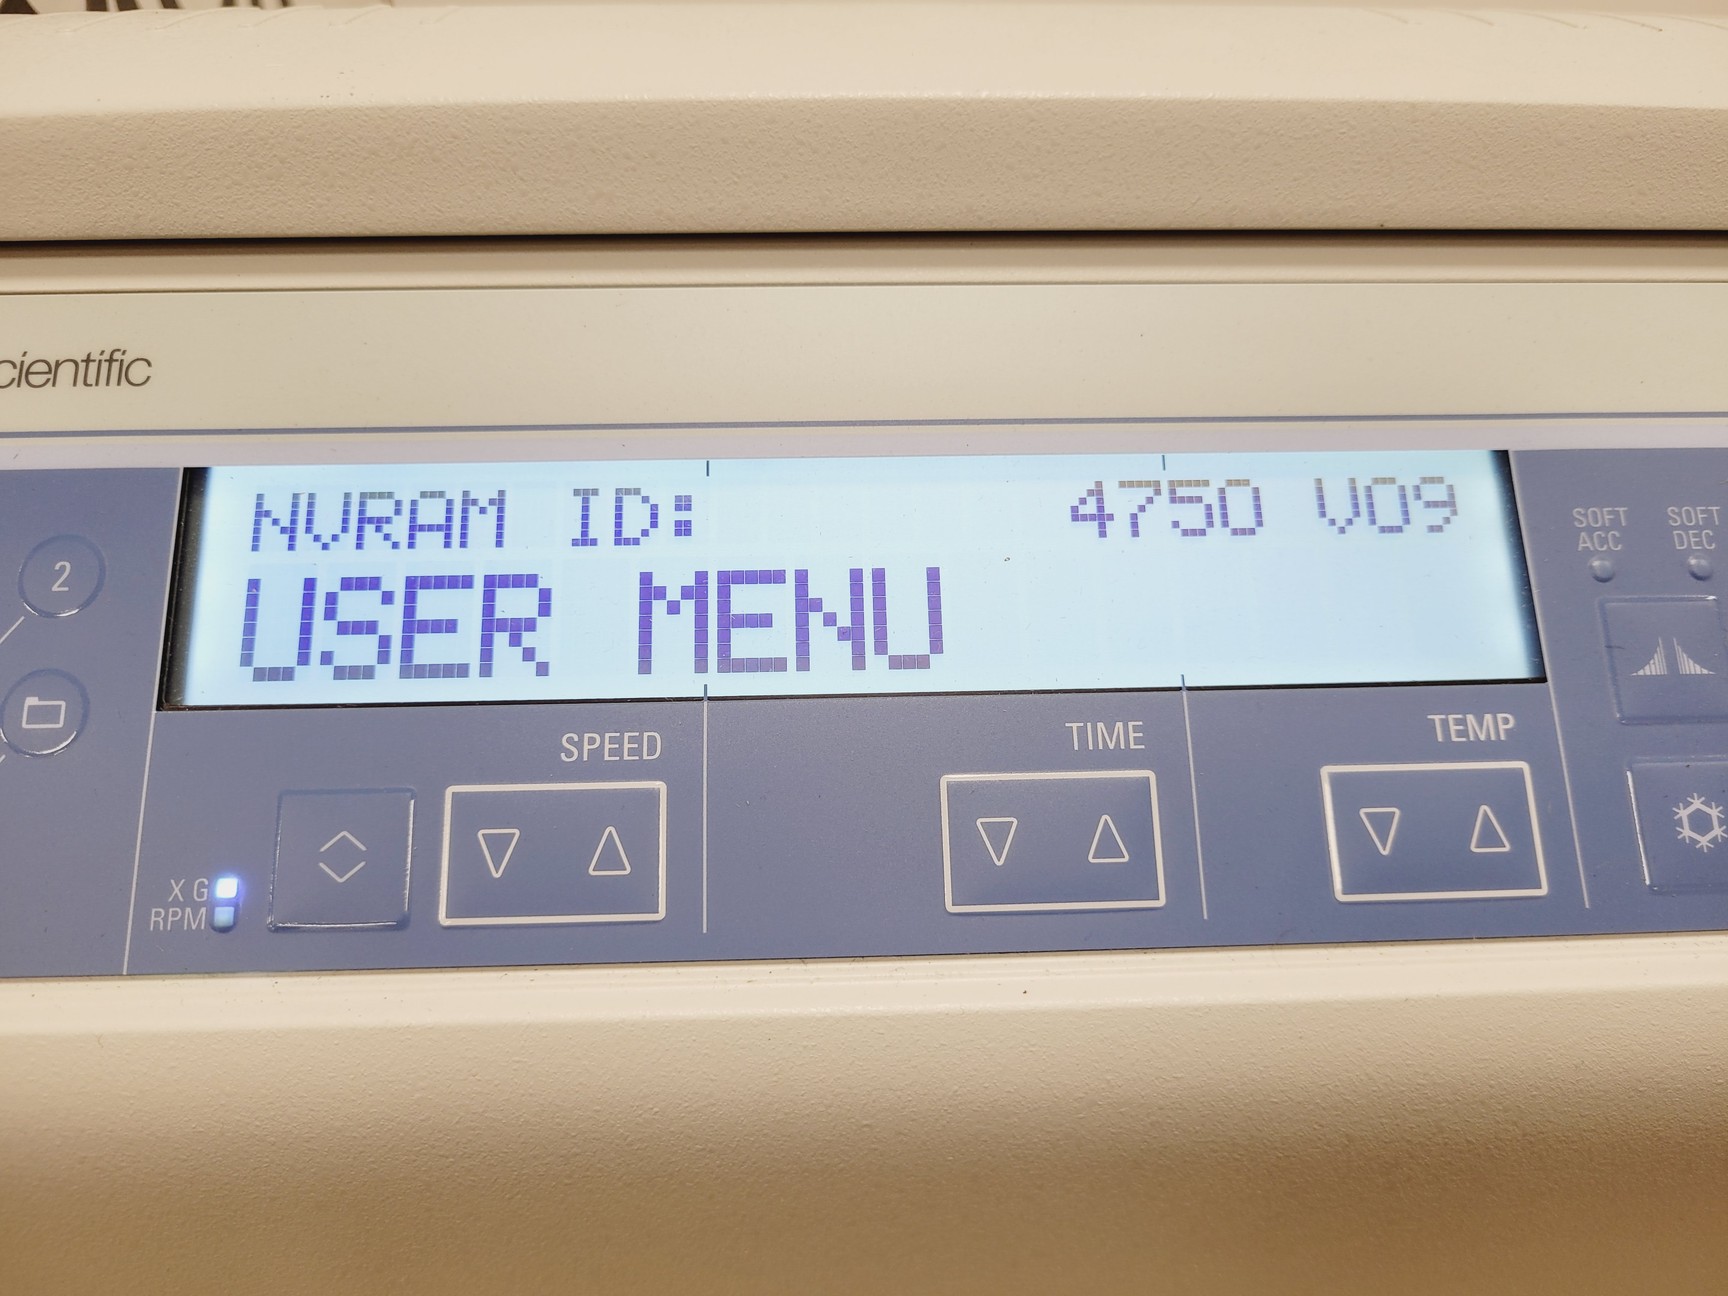 cientific
NVRAM ID: 4750 V09
USER MENU
2
SOFT ACC
SOFT DEC
SPEED
TIME
TEMP
X G
RPM